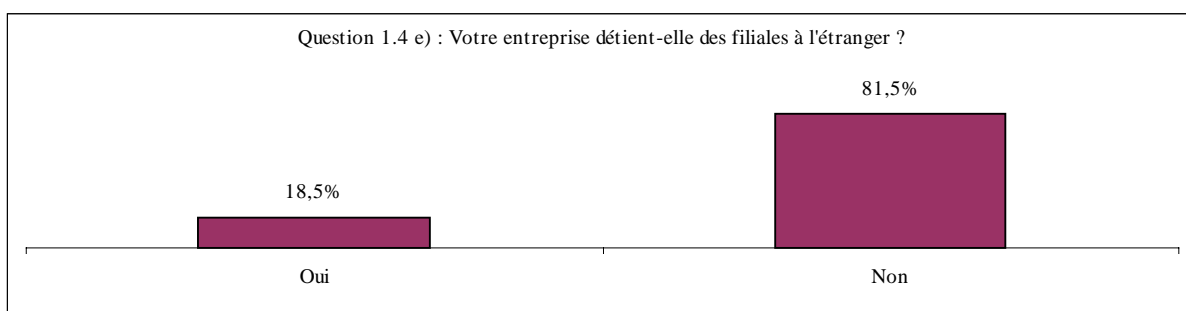 Question 1.4 e) : Votre entreprise détient-elle des filiales à l'étranger ?
81,5%
18,5%
Oui
Non